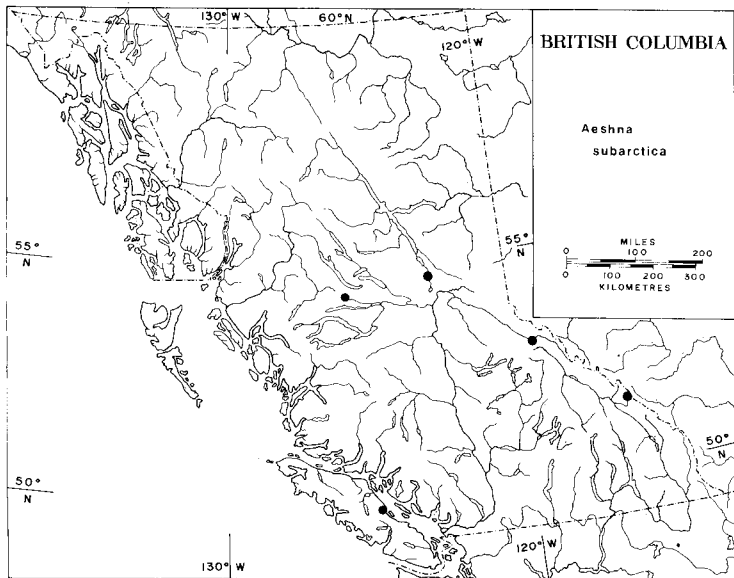 130° W
60° N
120° W
BRITISH COLUMBIA
Aeshna
subarctica
55°
N
55°
N
MILES
0 100 200
0 100 200 300
KILOMETRES
50°
N
50°
N
130° W
120° W